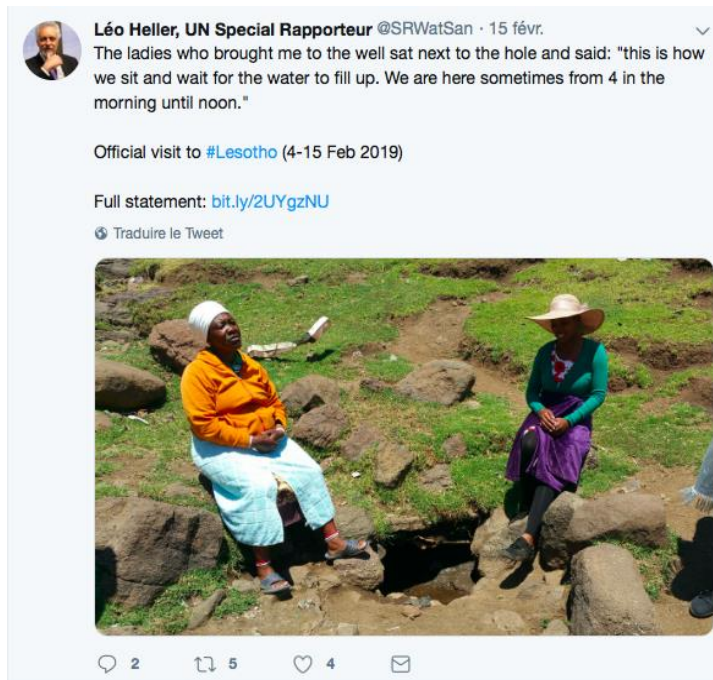 Léo Heller, UN Special Rapporteur @SRWatSan · 15 févr.
The ladies who brought me to the well sat next to the hole and said: "this is how
we sit and wait for the water to fill up. We are here sometimes from 4 in the
morning until noon."
Official visit to #Lesotho (4-15 Feb 2019)
Full statement: bit.ly/2UYgzNU
Traduire le Tweet
2 5 4